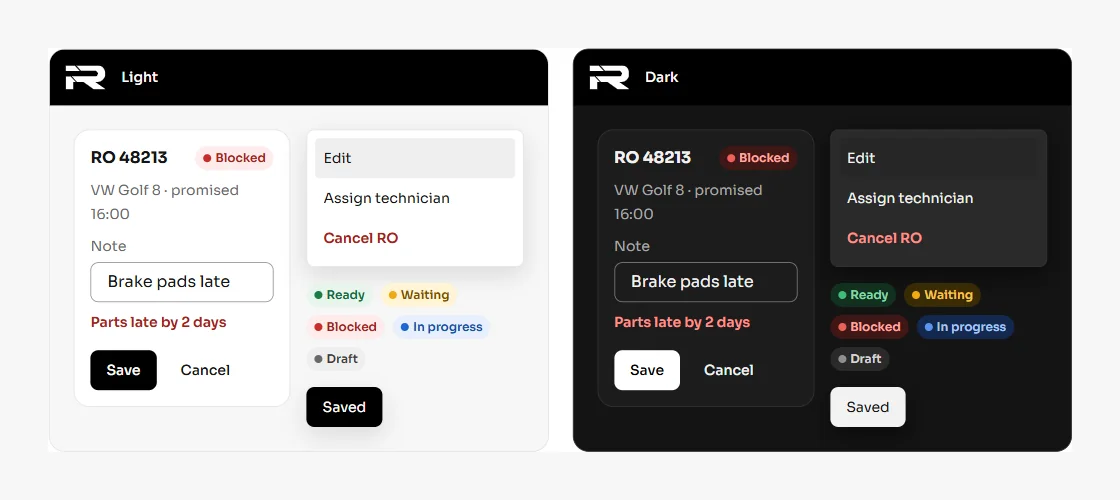 Light
RO 48213
Blocked
VW Golf 8 · promised
16:00
Note
Brake pads late
Parts late by 2 days
Save
Cancel
Edit
Assign technician
Cancel RO
Ready
Waiting
Blocked
In progress
Draft
Saved
Dark
RO 48213
Blocked
VW Golf 8 · promised
16:00
Note
Brake pads late
Parts late by 2 days
Save
Cancel
Edit
Assign technician
Cancel RO
Ready
Waiting
Blocked
In progress
Draft
Saved